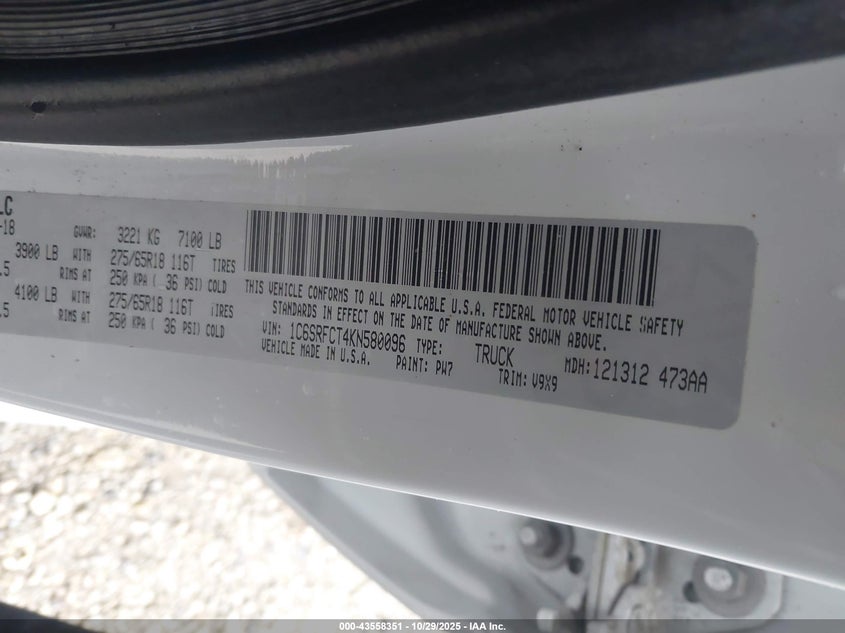 LC
-18
GVWR: 3221 KG 7100 LB
3900 LB WITH 275/65R18 116T TIRES
.5 RIMS AT 250 KPA ( 36 PSI) COLD
4100 LB WITH 275/65R18 116T TIRES
.5 RIMS AT 250 KPA ( 36 PSI) COLD
THIS VEHICLE CONFORMS TO ALL APPLICABLE U.S.A. FEDERAL MOTOR VEHICLE SAFETY
STANDARDS IN EFFECT ON THE DATE OF MANUFACTURE SHOWN ABOVE.
VIN: 1C6SRFCT4KN580096 TYPE: TRUCK MDH: 121312 473AA
VEHICLE MADE IN U.S.A. PAINT: PW7 TRIM: V9X9
000-43558351 - 10/29/2025 - IAA Inc.